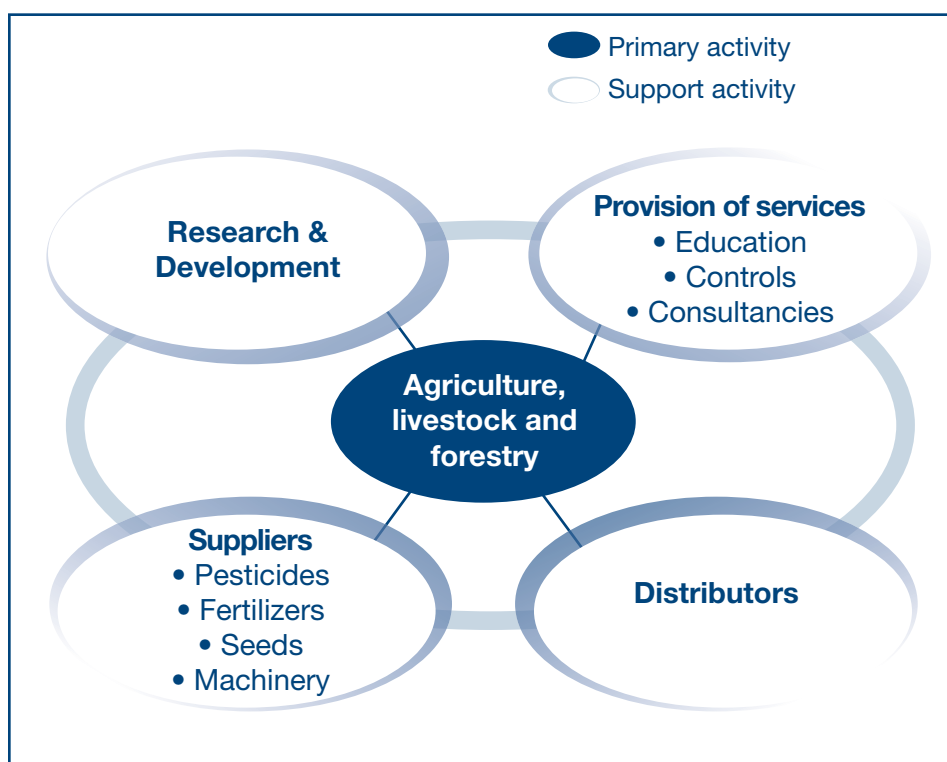 Primary activity
Support activity
Research &
Development
Provision of services
• Education
• Controls
• Consultancies
Agriculture,
livestock and
forestry
Suppliers
• Pesticides
• Fertilizers
• Seeds
• Machinery
Distributors